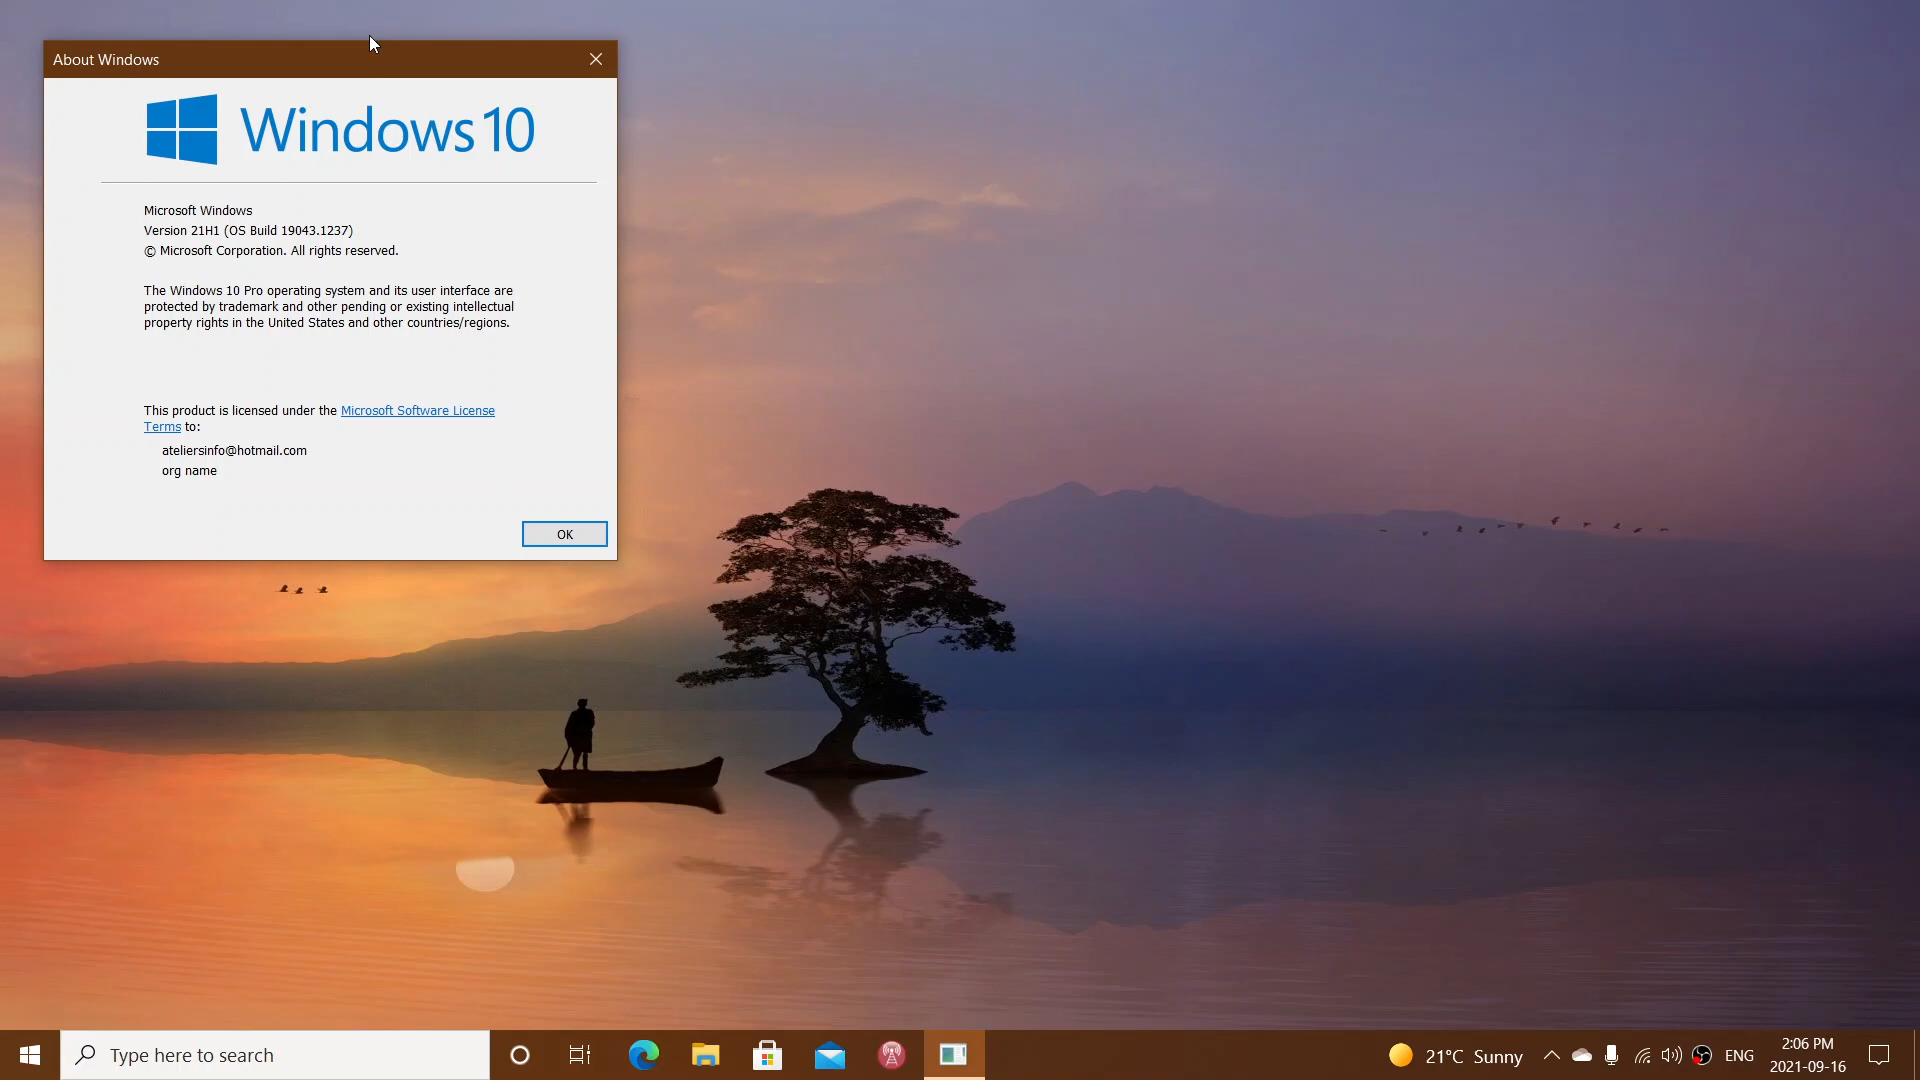 About Windows
Windows 10
Microsoft Windows
Version 21H1 (OS Build 19043.1237)
© Microsoft Corporation. All rights reserved.
The Windows 10 Pro operating system and its user interface are
protected by trademark and other pending or existing intellectual
property rights in the United States and other countries/regions.
This product is licensed under the Microsoft Software License
Terms to:
ateliersinfo@hotmail.com
org name
OK
Type here to search
21°C Sunny
ENG
2:06 PM
2021-09-16